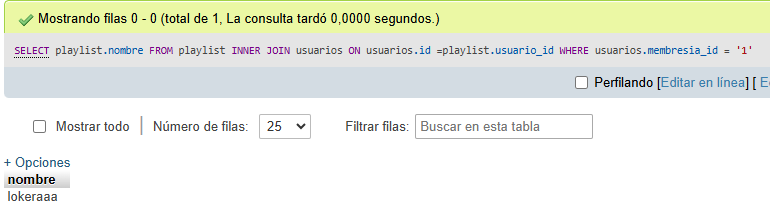 Mostrando filas 0 - 0 (total de 1, La consulta tardó 0,0000 segundos.)
SELECT playlist.nombre FROM playlist INNER JOIN usuarios ON usuarios.id =playlist.usuario_id WHERE usuarios.membresia_id = '1'
Perfilando [Editar en línea] [ E
Mostrar todo | Número de filas: 25 Filtrar filas: Buscar en esta tabla
+ Opciones
nombre
lokeraaa